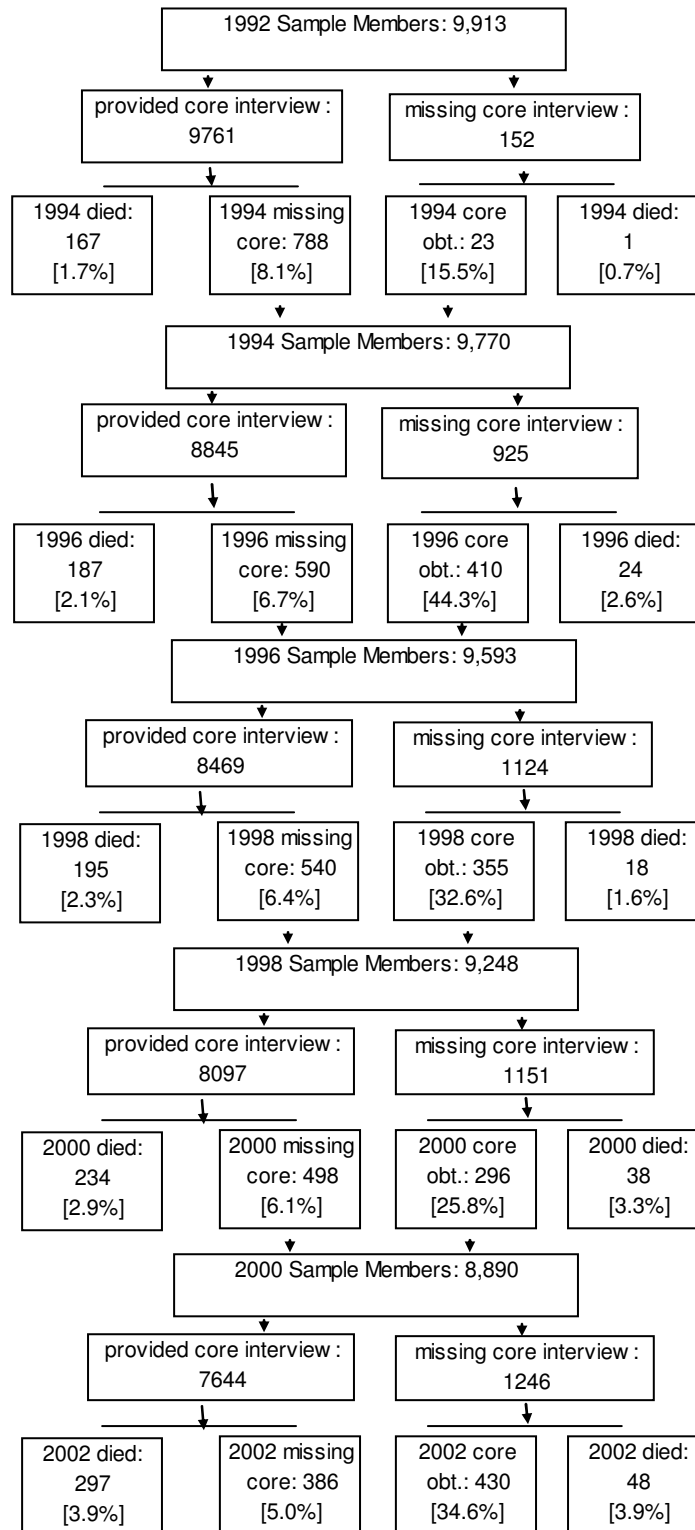 1992 Sample Members: 9,913
provided core interview :
9761
missing core interview :
152
1994 died:
167
[1.7%]
1994 missing
core: 788
[8.1%]
1994 core
obt.: 23
[15.5%]
1994 died:
1
[0.7%]
1994 Sample Members: 9,770
provided core interview :
8845
missing core interview :
925
1996 died:
187
[2.1%]
1996 missing
core: 590
[6.7%]
1996 core
obt.: 410
[44.3%]
1996 died:
24
[2.6%]
1996 Sample Members: 9,593
provided core interview :
8469
missing core interview :
1124
1998 died:
195
[2.3%]
1998 missing
core: 540
[6.4%]
1998 core
obt.: 355
[32.6%]
1998 died:
18
[1.6%]
1998 Sample Members: 9,248
provided core interview :
8097
missing core interview :
1151
2000 died:
234
[2.9%]
2000 missing
core: 498
[6.1%]
2000 core
obt.: 296
[25.8%]
2000 died:
38
[3.3%]
2000 Sample Members: 8,890
provided core interview :
7644
missing core interview :
1246
2002 died:
297
[3.9%]
2002 missing
core: 386
[5.0%]
2002 core
obt.: 430
[34.6%]
2002 died:
48
[3.9%]